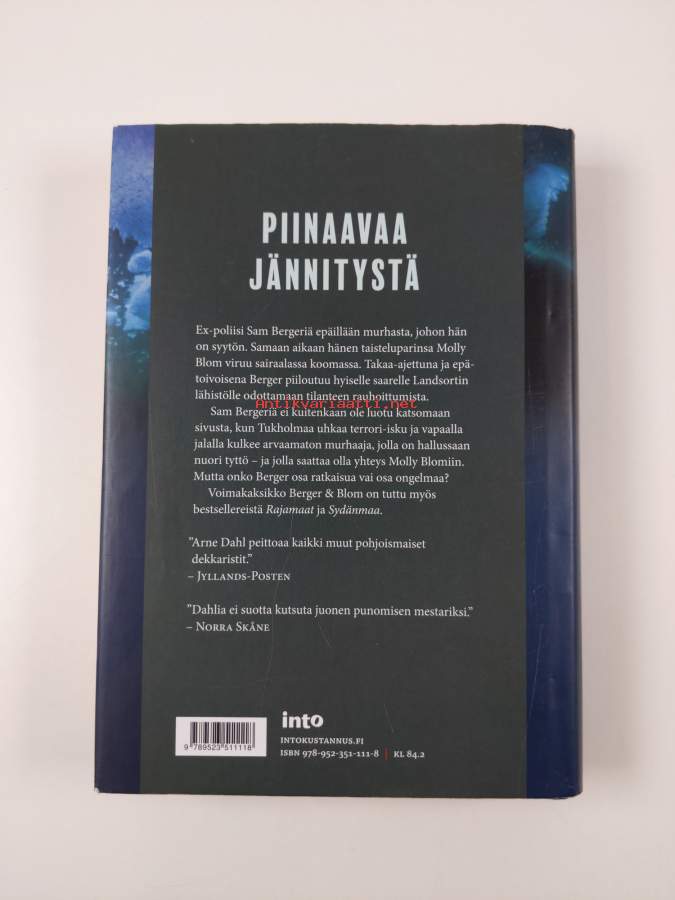 PIINAAVAA
JÄNNITYSTÄ
Ex-poliisi Sam Bergeriä epäillään murhasta, johon hän
on syytön. Samaan aikaan hänen taisteluparinsa Molly
Blom viruu sairaalassa koomassa. Takaa-ajettuna ja epä-
toivoisena Berger piiloutuu hyiselle saarelle Landsortin
lähistölle odottamaan tilanteen rauhoittumista.
Antikvariaatti.net
Sam Bergeriä ei kuitenkaan ole luotu katsomaan
sivusta, kun Tukholmaa uhkaa terrori-isku ja vapaalla
jalalla kulkee arvaamaton murhaaja, jolla on hallussaan
nuori tyttö – ja jolla saattaa olla yhteys Molly Blomiin.
Mutta onko Berger osa ratkaisua vai osa ongelmaa?
Voimakaksikko Berger & Blom on tuttu myös
bestsellereistä Rajamaat ja Sydänmaa.
”Arne Dahl peittoaa kaikki muut pohjoismaiset
dekkaristit.”
– Jyllands-Posten
”Dahlia ei suotta kutsuta juonen punomisen mestariksi.”
– Norra Skåne
9 789523 511118
into
INTOKUSTANNUS.FI
ISBN 978-952-351-111-8 | KL 84.2